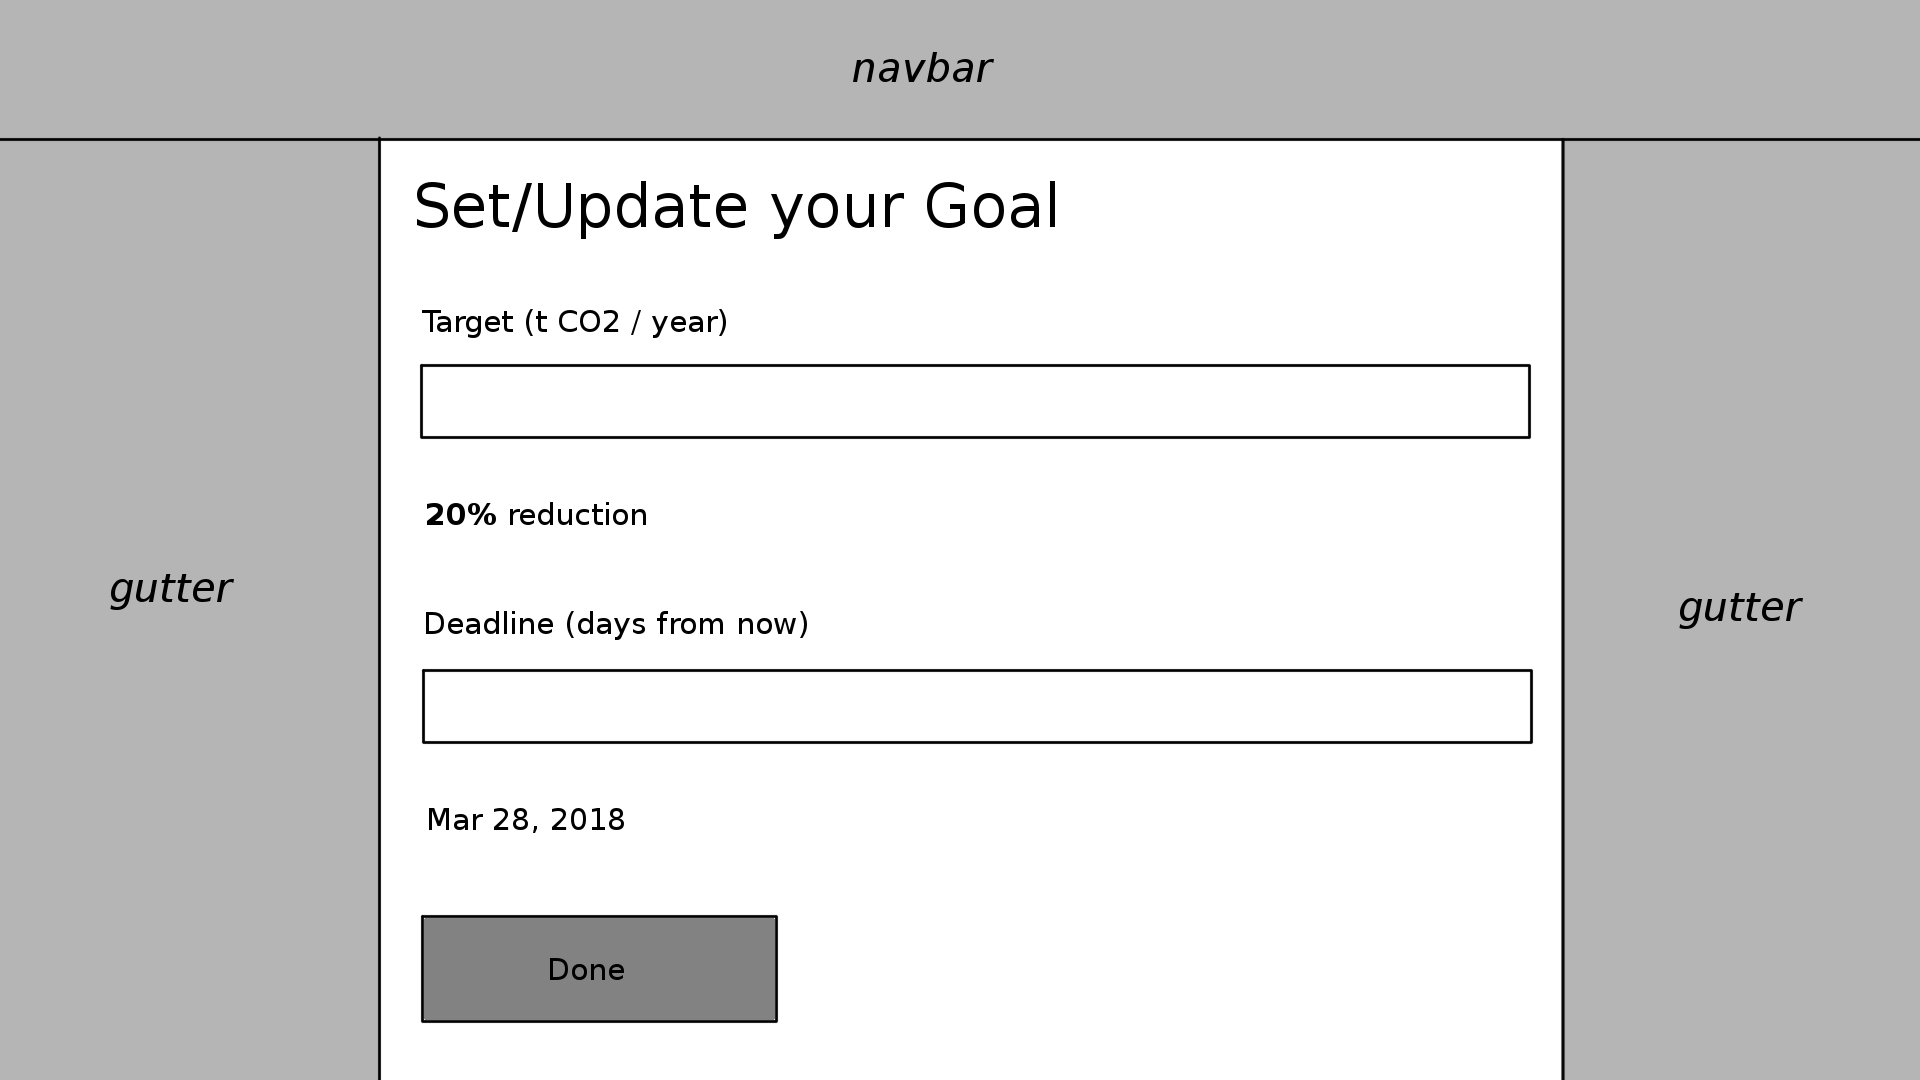 navbar
Set/Update your Goal
Target (t CO2 / year)
20% reduction
gutter
gutter
Deadline (days from now)
Mar 28, 2018
Done